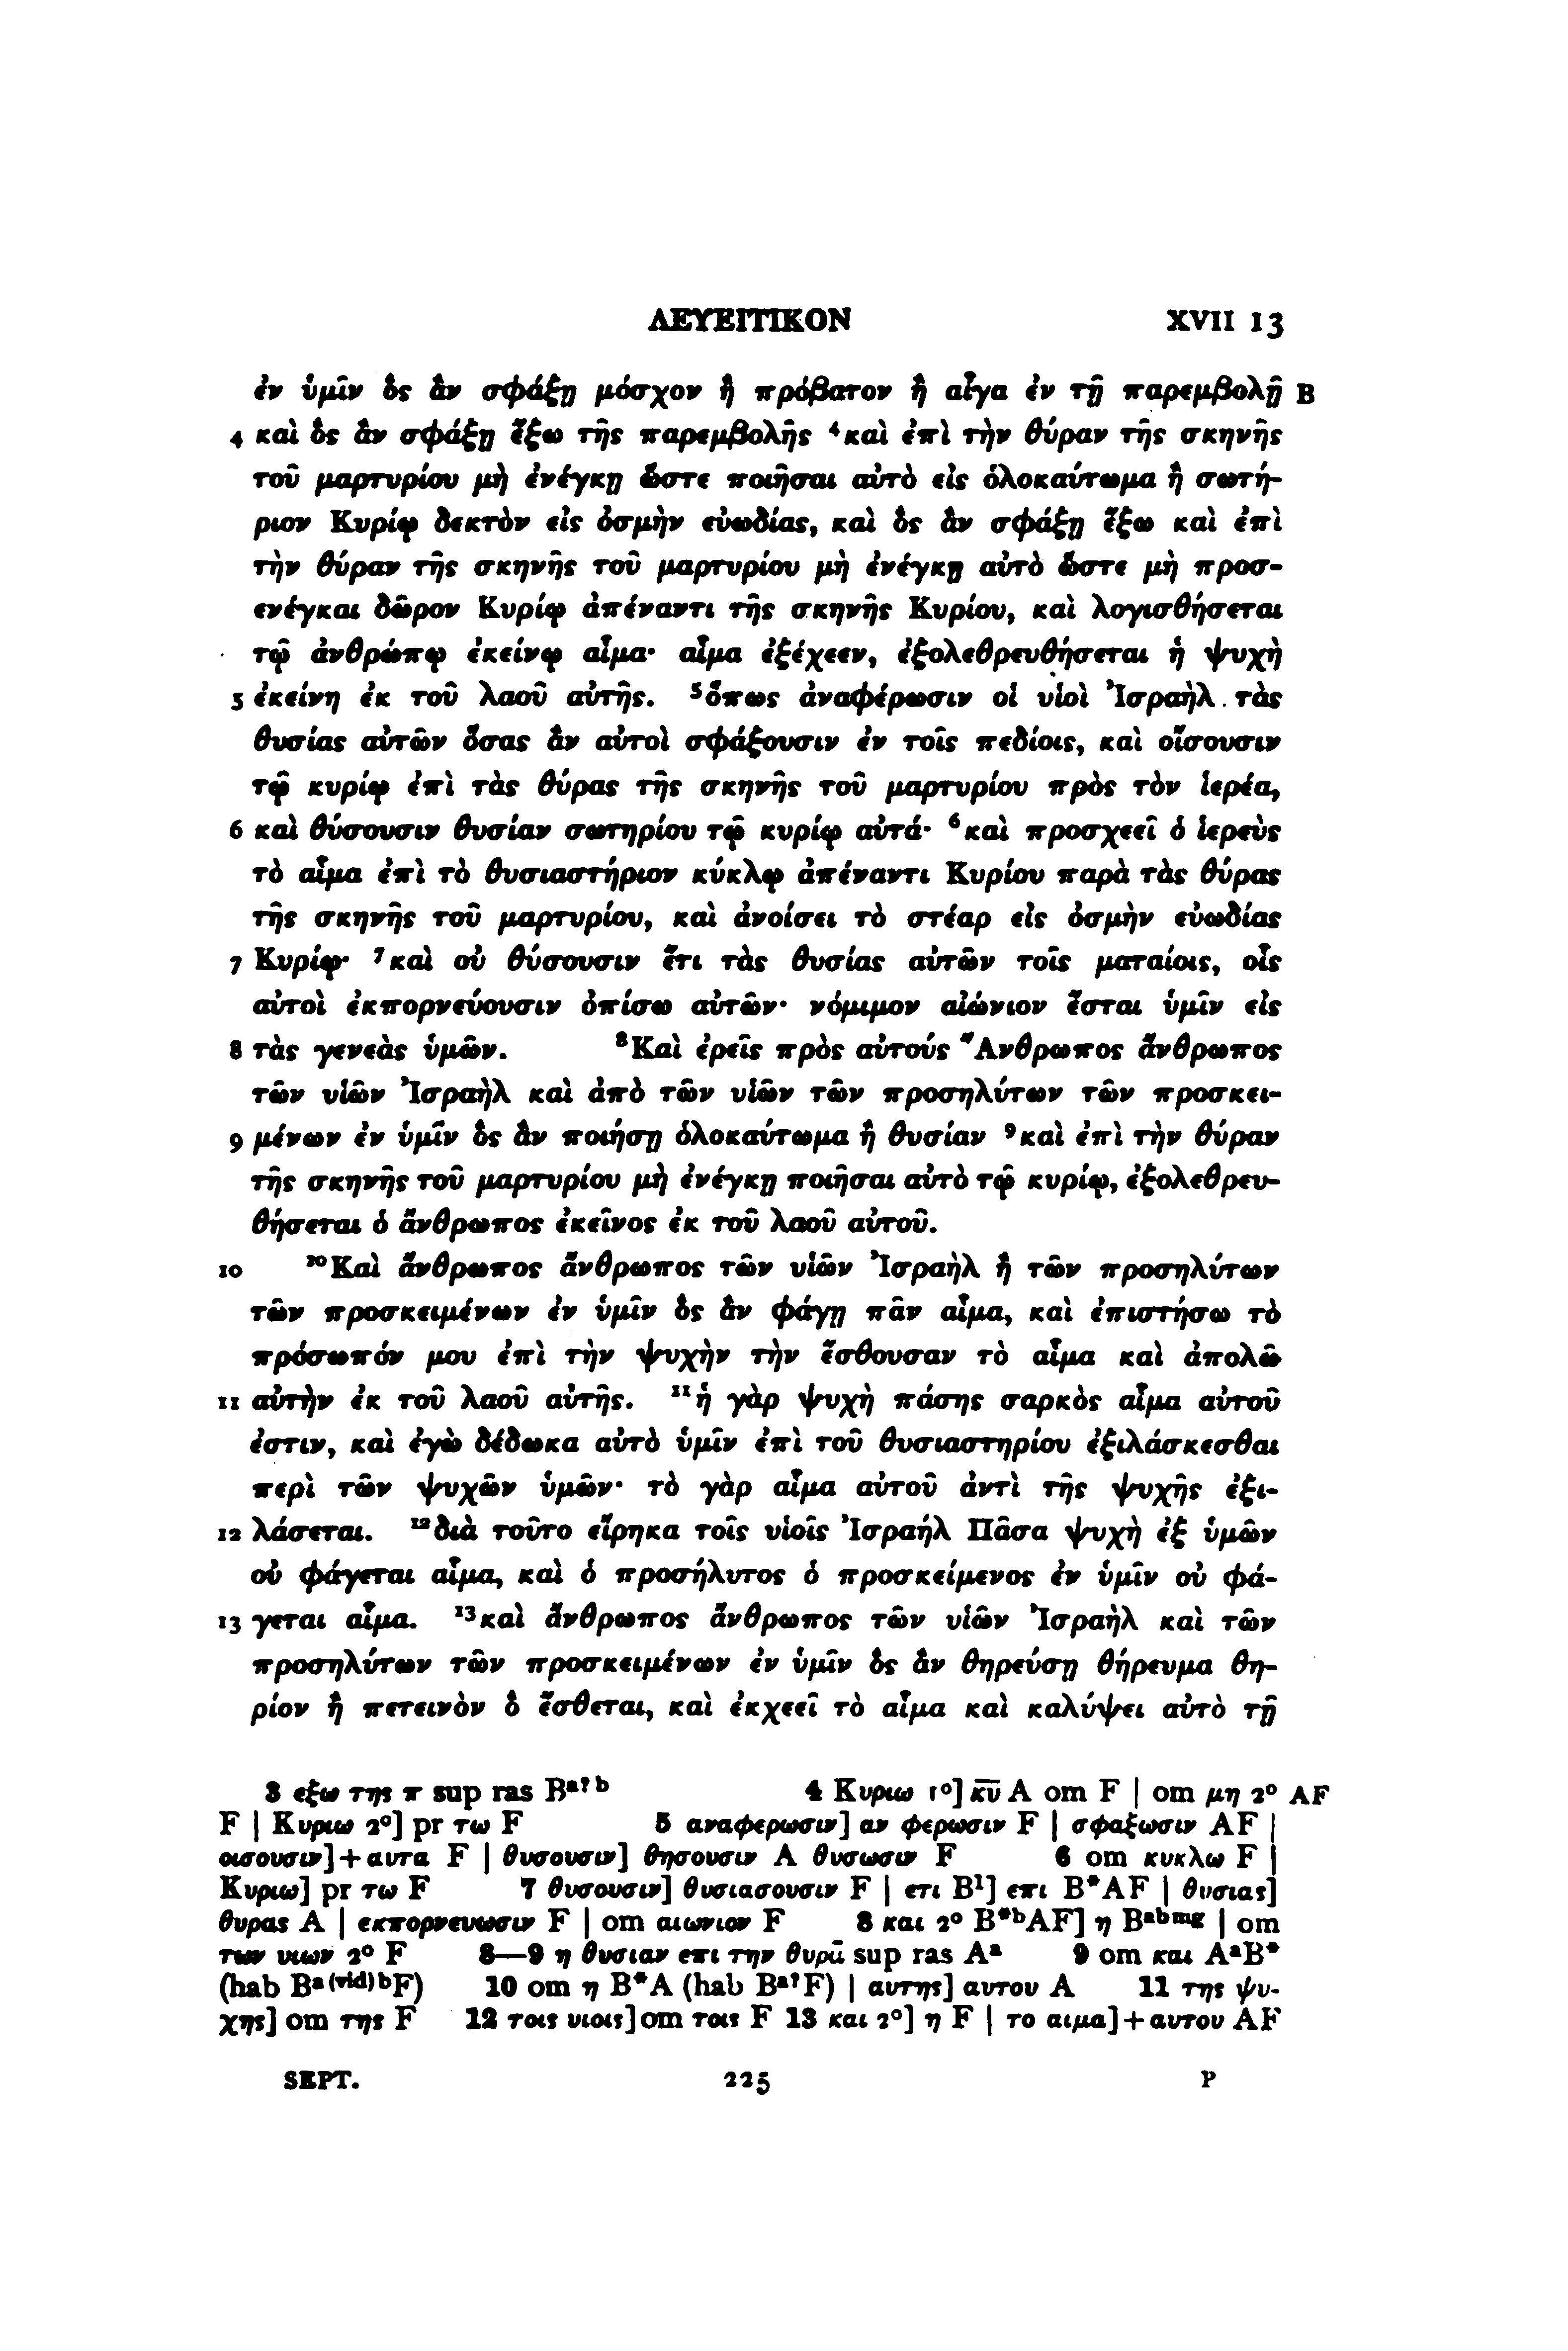 ΛΕΥΕΙΤΙΚΟΝ XVII 13
ἐν ὑμῖν ὃς ἂν σφάξῃ μόσχον ἢ πρόβατον ἢ αἶγα ἐν τῇ παρεμβολῇ B
4 καὶ ὃς ἂν σφάξῃ ἔξω τῆς παρεμβολῆς ⁴καὶ ἐπὶ τὴν θύραν τῆς σκηνῆς
τοῦ μαρτυρίου μὴ ἐνέγκῃ ὥστε ποιῆσαι αὐτὸ εἰς ὁλοκαύτωμα ἢ σωτή-
ριον Κυρίῳ δεκτὸν εἰς ὀσμὴν εὐωδίας, καὶ ὃς ἂν σφάξῃ ἔξω καὶ ἐπὶ
τὴν θύραν τῆς σκηνῆς τοῦ μαρτυρίου μὴ ἐνέγκῃ αὐτὸ ὥστε μὴ προσ-
ενέγκαι δῶρον Κυρίῳ ἀπέναντι τῆς σκηνῆς Κυρίου, καὶ λογισθήσεται
τῷ ἀνθρώπῳ ἐκείνῳ αἷμα· αἷμα ἐξέχεεν, ἐξολεθρευθήσεται ἡ ψυχὴ
5 ἐκείνη ἐκ τοῦ λαοῦ αὐτῆς. ⁵ὅπως ἀναφέρωσιν οἱ υἱοὶ Ἰσραὴλ τὰς
θυσίας αὐτῶν ὅσας ἂν αὐτοὶ σφάξουσιν ἐν τοῖς πεδίοις, καὶ οἴσουσιν
τῷ κυρίῳ ἐπὶ τὰς θύρας τῆς σκηνῆς τοῦ μαρτυρίου πρὸς τὸν ἱερέα,
6 καὶ θύσουσιν θυσίαν σωτηρίου τῷ κυρίῳ αὐτά· ⁶καὶ προσχεεῖ ὁ ἱερεὺς
τὸ αἷμα ἐπὶ τὸ θυσιαστήριον κύκλῳ ἀπέναντι Κυρίου παρὰ τὰς θύρας
τῆς σκηνῆς τοῦ μαρτυρίου, καὶ ἀνοίσει τὸ στέαρ εἰς ὀσμὴν εὐωδίας
7 Κυρίῳ· ⁷καὶ οὐ θύσουσιν ἔτι τὰς θυσίας αὐτῶν τοῖς ματαίοις, οἷς
αὐτοὶ ἐκπορνεύουσιν ὀπίσω αὐτῶν· νόμιμον αἰώνιον ἔσται ὑμῖν εἰς
8 τὰς γενεὰς ὑμῶν. ⁸Καὶ ἐρεῖς πρὸς αὐτούς Ἄνθρωπος ἄνθρωπος
τῶν υἱῶν Ἰσραὴλ καὶ ἀπὸ τῶν υἱῶν τῶν προσηλύτων τῶν προσκει-
9 μένων ἐν ὑμῖν ὃς ἂν ποιήσῃ ὁλοκαύτωμα ἢ θυσίαν ⁹καὶ ἐπὶ τὴν θύραν
τῆς σκηνῆς τοῦ μαρτυρίου μὴ ἐνέγκῃ ποιῆσαι αὐτὸ τῷ κυρίῳ, ἐξολεθρευ-
θήσεται ὁ ἄνθρωπος ἐκεῖνος ἐκ τοῦ λαοῦ αὐτοῦ.
10 ¹⁰Καὶ ἄνθρωπος ἄνθρωπος τῶν υἱῶν Ἰσραὴλ ἢ τῶν προσηλύτων
τῶν προσκειμένων ἐν ὑμῖν ὃς ἂν φάγῃ πᾶν αἷμα, καὶ ἐπιστήσω τὸ
πρόσωπόν μου ἐπὶ τὴν ψυχὴν τὴν ἔσθουσαν τὸ αἷμα καὶ ἀπολῶ
11 αὐτὴν ἐκ τοῦ λαοῦ αὐτῆς. ¹¹ἡ γὰρ ψυχὴ πάσης σαρκὸς αἷμα αὐτοῦ
ἐστιν, καὶ ἐγὼ δέδωκα αὐτὸ ὑμῖν ἐπὶ τοῦ θυσιαστηρίου ἐξιλάσκεσθαι
περὶ τῶν ψυχῶν ὑμῶν· τὸ γὰρ αἷμα αὐτοῦ ἀντὶ τῆς ψυχῆς ἐξι-
12 λάσεται. ¹²διὰ τοῦτο εἴρηκα τοῖς υἱοῖς Ἰσραήλ Πᾶσα ψυχὴ ἐξ ὑμῶν
οὐ φάγεται αἷμα, καὶ ὁ προσήλυτος ὁ προσκείμενος ἐν ὑμῖν οὐ φά-
13 γεται αἷμα. ¹³καὶ ἄνθρωπος ἄνθρωπος τῶν υἱῶν Ἰσραὴλ καὶ τῶν
προσηλύτων τῶν προσκειμένων ἐν ὑμῖν ὃς ἂν θηρεύσῃ θήρευμα θη-
ρίον ἢ πετεινὸν ὃ ἔσθεται, καὶ ἐκχεεῖ τὸ αἷμα καὶ καλύψει αὐτὸ τῇ
3 εξω της π sup ras Bᵃ?ᵇ 4 Κυριω 1°] κ̅υ̅ A om F | om μη 2° AF
F | Κυριω 2°] pr τω F 5 αναφερωσιν] αν φερωσιν F | σφαξωσιν AF |
οισουσιν]+αυτα F | θυσουσιν] θησουσιν A θυσωσιν F 6 om κυκλω F |
Κυριω] pr τω F 7 θυσουσιν] θυσιασουσιν F | ετι B¹] επι B*AF | θυσιας]
θυρας A | εκπορνευωσιν F | om αιωνιον F 8 και 2° B*ᵇAF] η Bᵃᵇᵐᵍ | om
των υιων 2° F 8—9 η θυσιαν επι την θυρα̅ sup ras Aᵃ 9 om και AᵃB*
(hab Bᵃ⁽ᵛⁱᵈ⁾ᵇF) 10 om η B*A (hab Bᵃ?F) | αυτης] αυτου A 11 της ψυ-
χης] om της F 12 τοις υιοις] om τοις F 13 και 2°] η F | το αιμα]+αυτου AF
SEPT. 225 P